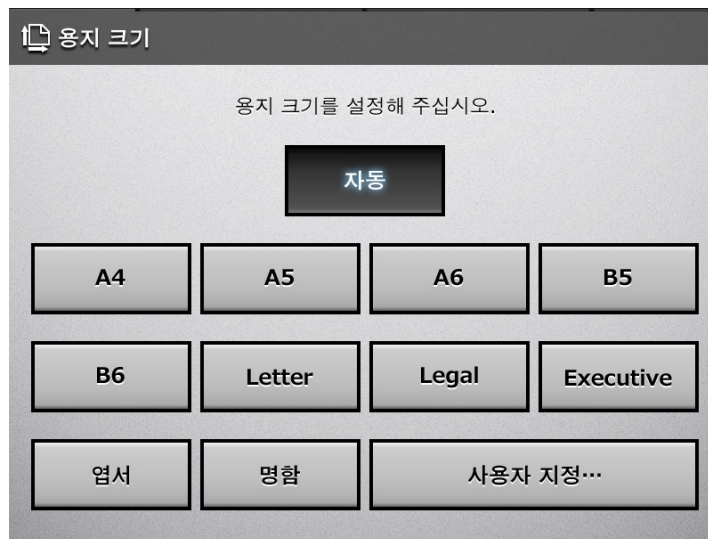 용지 크기
용지 크기를 설정해 주십시오.
자동
A4 A5 A6 B5
B6 Letter Legal Executive
엽서 명함 사용자 지정…